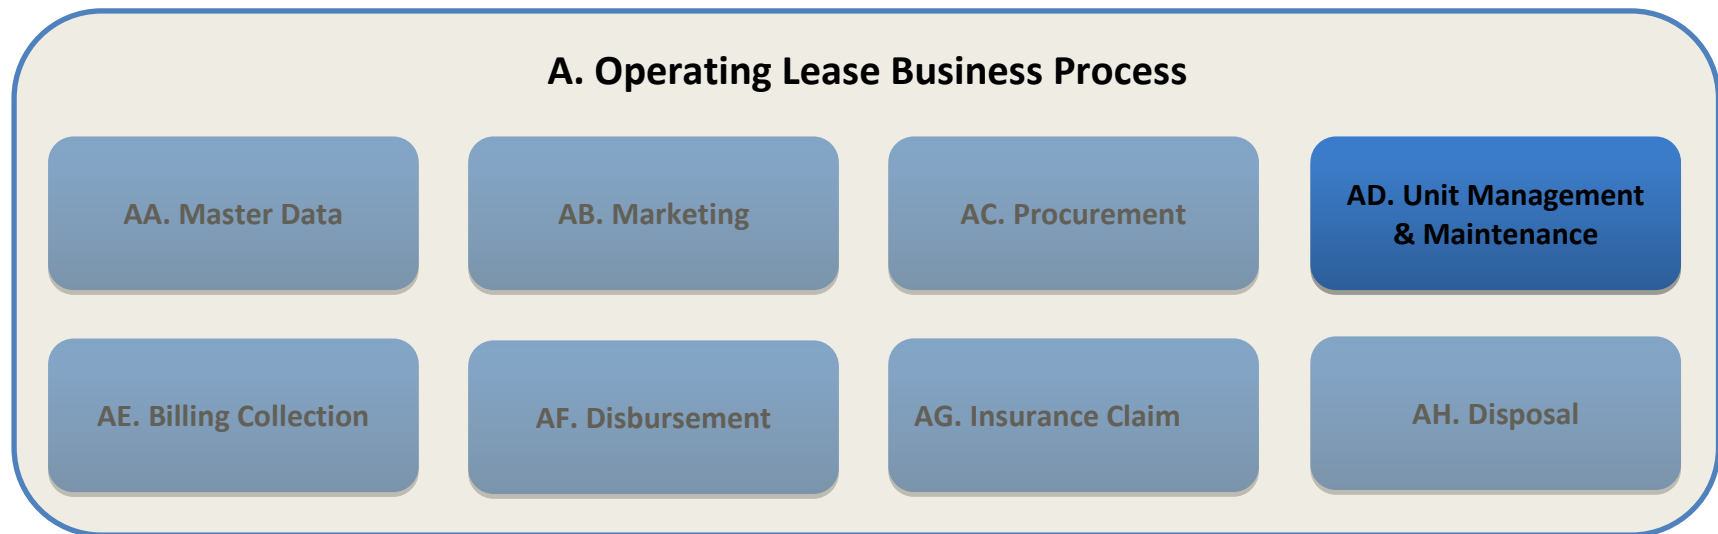 A. Operating Lease Business Process
AA. Master Data
AB. Marketing
AC. Procurement
AD. Unit Management
& Maintenance
AE. Billing Collection
AF. Disbursement
AG. Insurance Claim
AH. Disposal